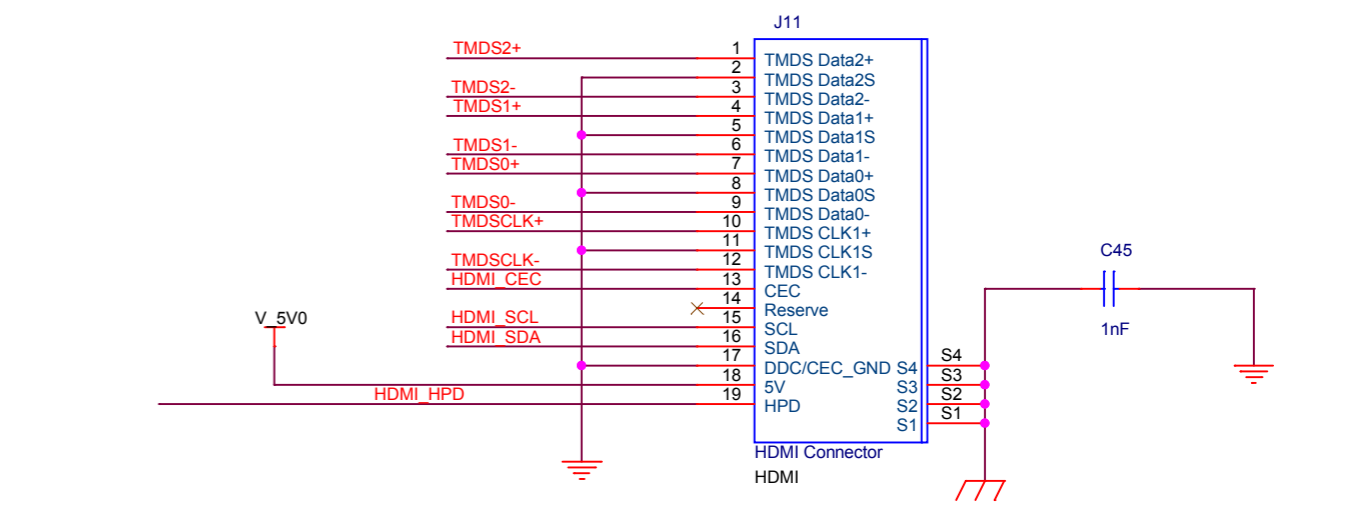 J11
TMDS2+ 1 TMDS Data2+
2 TMDS Data2S
TMDS2- 3 TMDS Data2-
TMDS1+ 4 TMDS Data1+
5 TMDS Data1S
TMDS1- 6 TMDS Data1-
TMDS0+ 7 TMDS Data0+
8 TMDS Data0S
TMDS0- 9 TMDS Data0-
TMDSCLK+ 10 TMDS CLK1+
11 TMDS CLK1S
TMDSCLK- 12 TMDS CLK1-
HDMI_CEC 13 CEC
14 Reserve
HDMI_SCL 15 SCL
HDMI_SDA 16 SDA
17 DDC/CEC_GND S4 S4
V_5V0 18 5V S3 S3
HDMI_HPD 19 HPD S2 S2
S1 S1
HDMI Connector
HDMI
C45
1nF